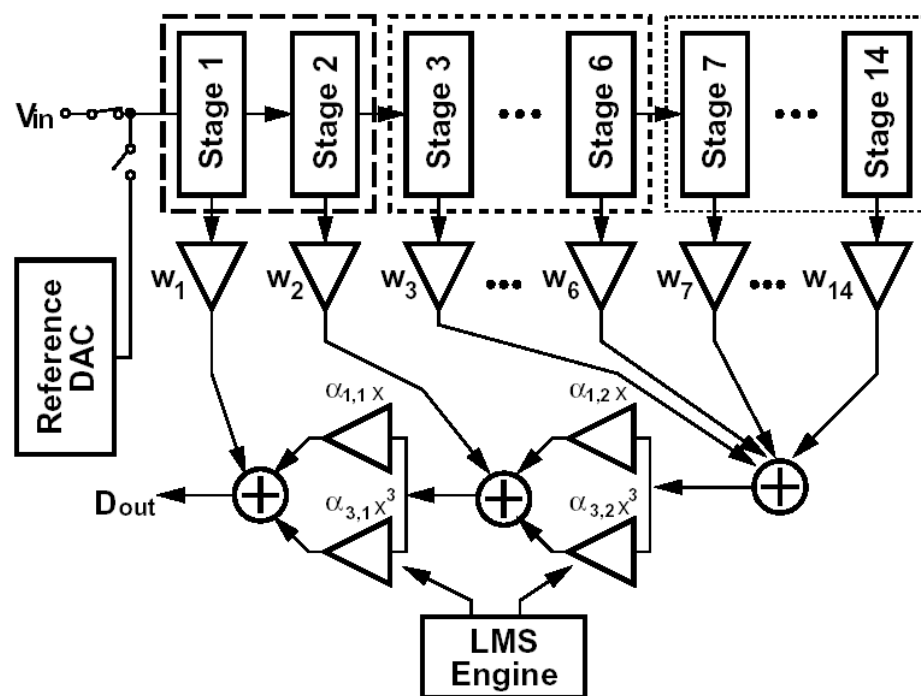 Stage 1
Stage 2
Stage 3
•••
Stage 6
Stage 7
•••
Stage 14
Vin
w1
w2
w3
•••
w6
w7
•••
w14
Reference
DAC
α1,1 x
α1,2 x
Dout
α3,1 x³
α3,2 x³
LMS
Engine